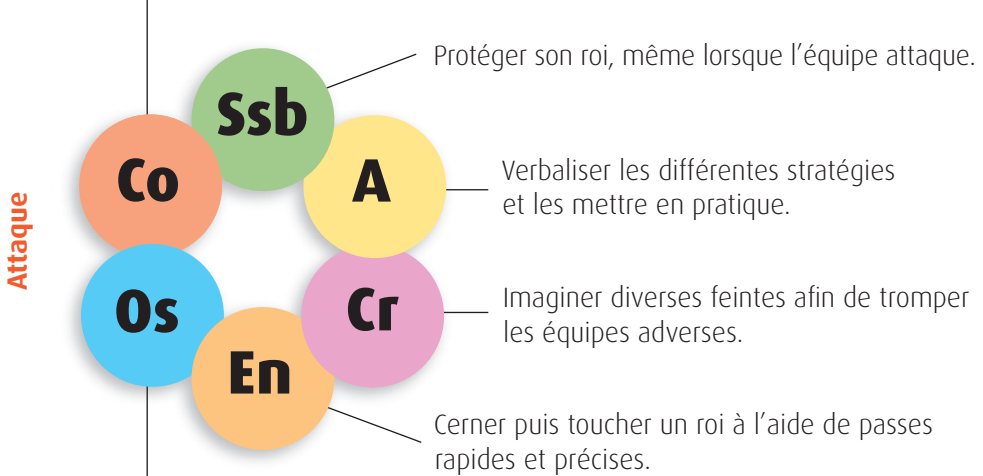 Attaque
Ssb
Protéger son roi, même lorsque l’équipe attaque.
Co
A
Verbaliser les différentes stratégies
et les mettre en pratique.
Os
Cr
Imaginer diverses feintes afin de tromper
les équipes adverses.
En
Cerner puis toucher un roi à l’aide de passes
rapides et précises.